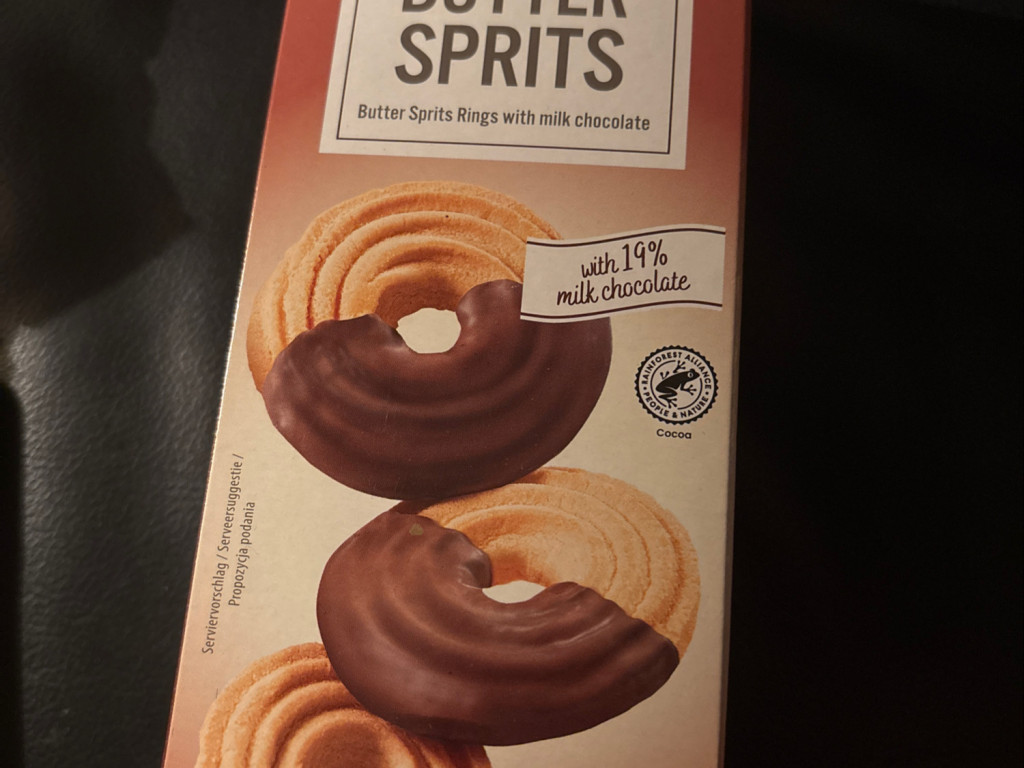 BUTTER
SPRITS
Butter Sprits Rings with milk chocolate
with 19%
milk chocolate
RAINFOREST ALLIANCE
PEOPLE & NATURE
Cocoa
Serviervorschlag / Serveersuggestie /
Propozycja podania